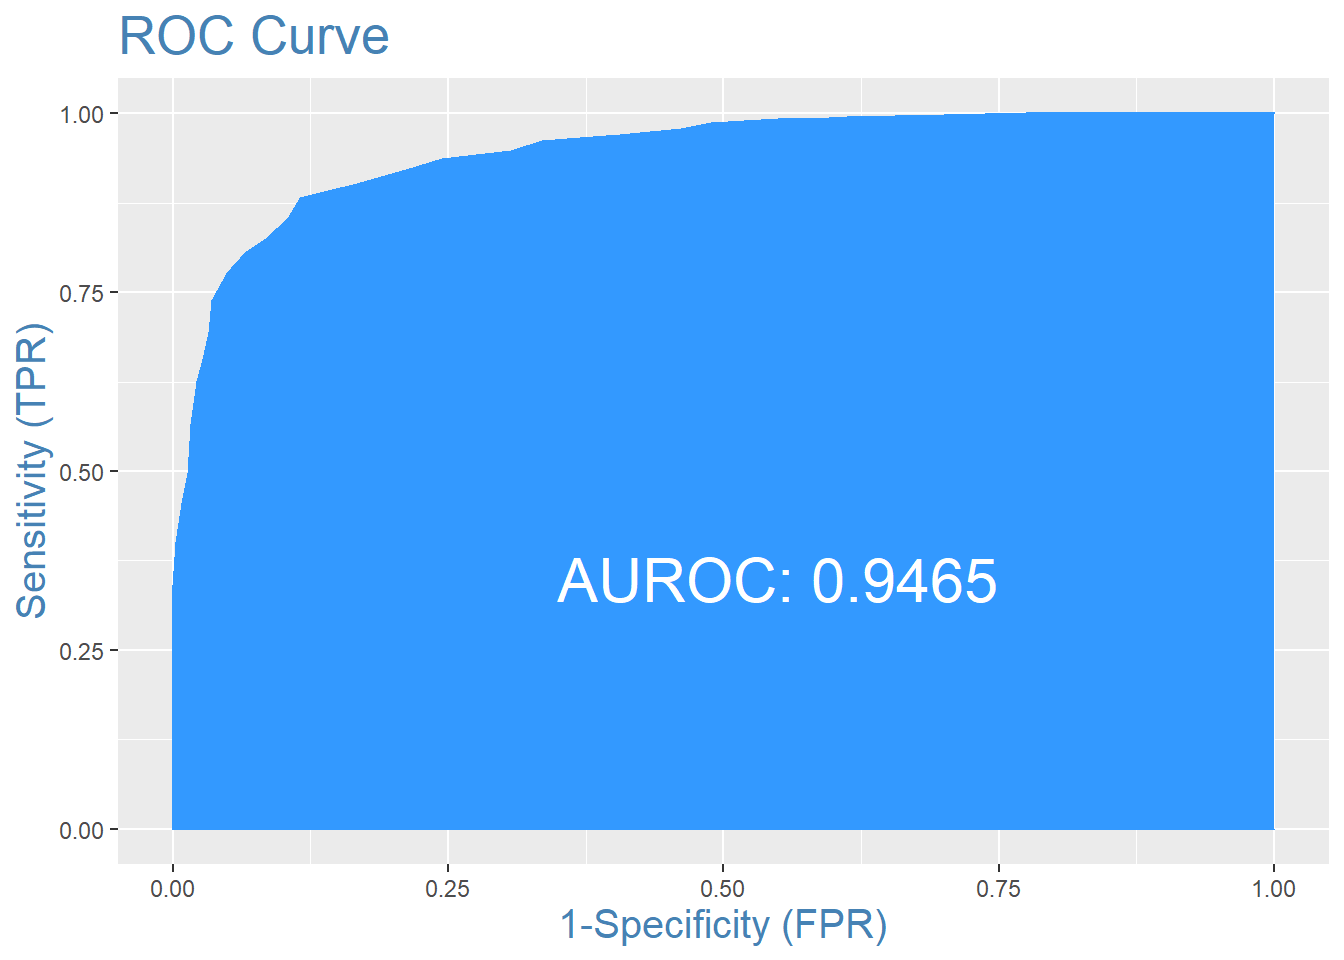 ROC Curve
1.00
0.75
0.50
0.25
0.00
Sensitivity (TPR)
AUROC: 0.9465
0.00 0.25 0.50 0.75 1.00
1-Specificity (FPR)